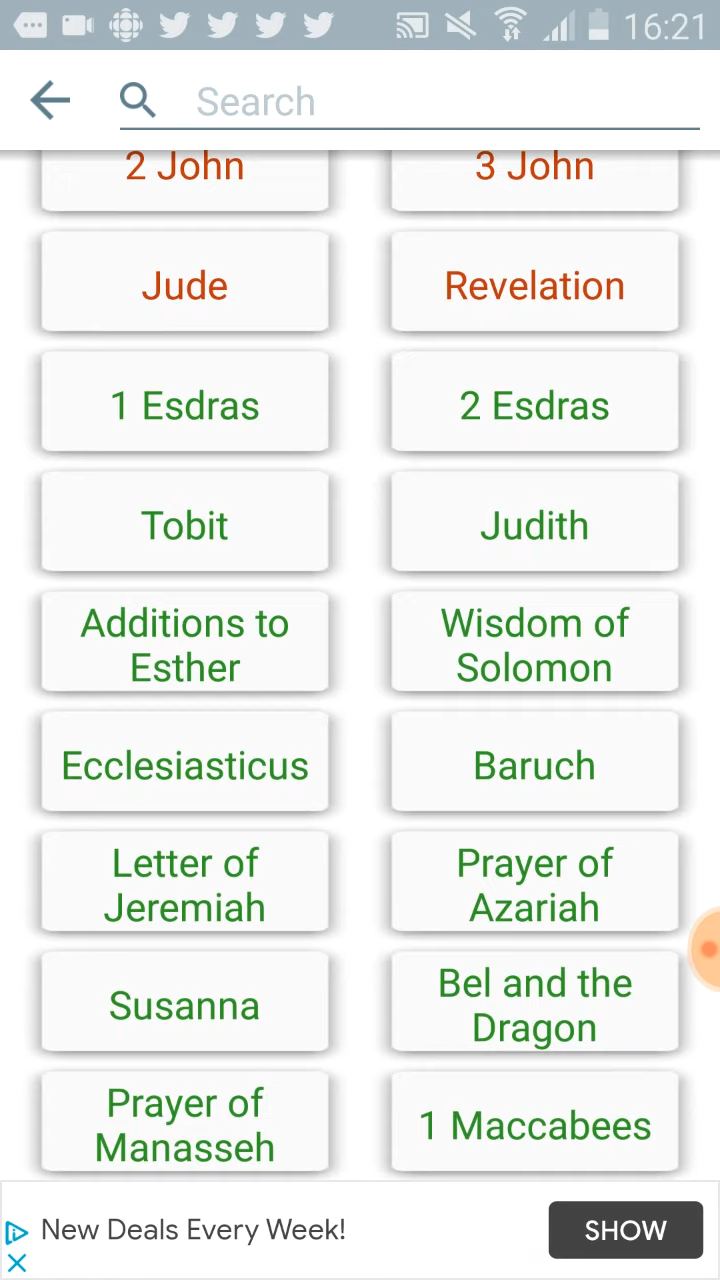 16:21
Search
2 John
3 John
Jude
Revelation
1 Esdras
2 Esdras
Tobit
Judith
Additions to
Esther
Wisdom of
Solomon
Ecclesiasticus
Baruch
Letter of
Jeremiah
Prayer of
Azariah
Susanna
Bel and the
Dragon
Prayer of
Manasseh
1 Maccabees
New Deals Every Week!
SHOW